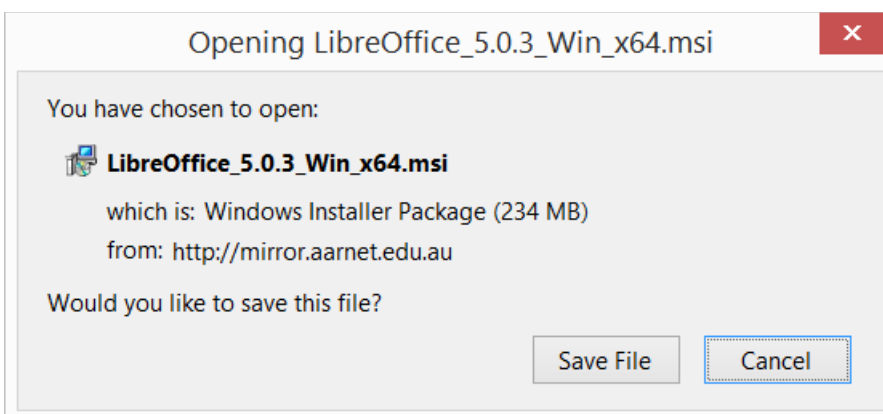 Opening LibreOffice_5.0.3_Win_x64.msi
You have chosen to open:
LibreOffice_5.0.3_Win_x64.msi
which is: Windows Installer Package (234 MB)
from: http://mirror.aarnet.edu.au
Would you like to save this file?
Save File Cancel